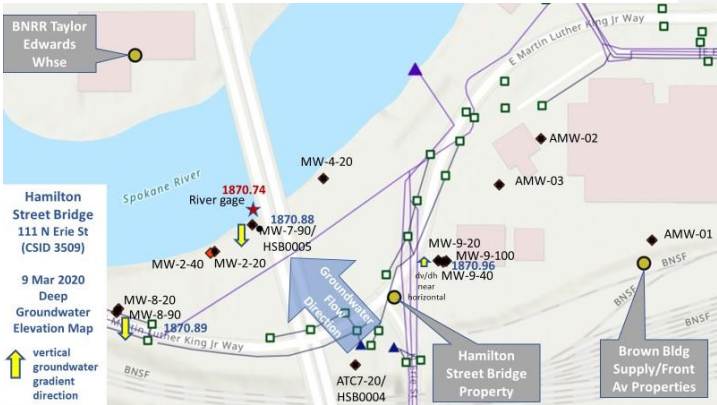 BNRR Taylor
Edwards
Whse
E Martin Luther King Jr Way
AMW-02
MW-4-20
AMW-03
Spokane River
1870.74
River gage
1870.88
MW-7-90/
HSB0005
MW-2-40
MW-2-20
AMW-01
MW-9-20
MW-9-100
1870.96
MW-9-40
dv/dh
near
horizontal
BNSF
BNSF
Hamilton
Street Bridge
111 N Erie St
(CSID 3509)
9 Mar 2020
Deep
Groundwater
Elevation Map
vertical
groundwater
gradient
direction
MW-8-20
MW-8-90
1870.89
Martin Luther King Jr Way
BNSF
Groundwater
Flow
Direction
ATC7-20/
HSB0004
Hamilton
Street Bridge
Property
Brown Bldg
Supply/Front
Av Properties